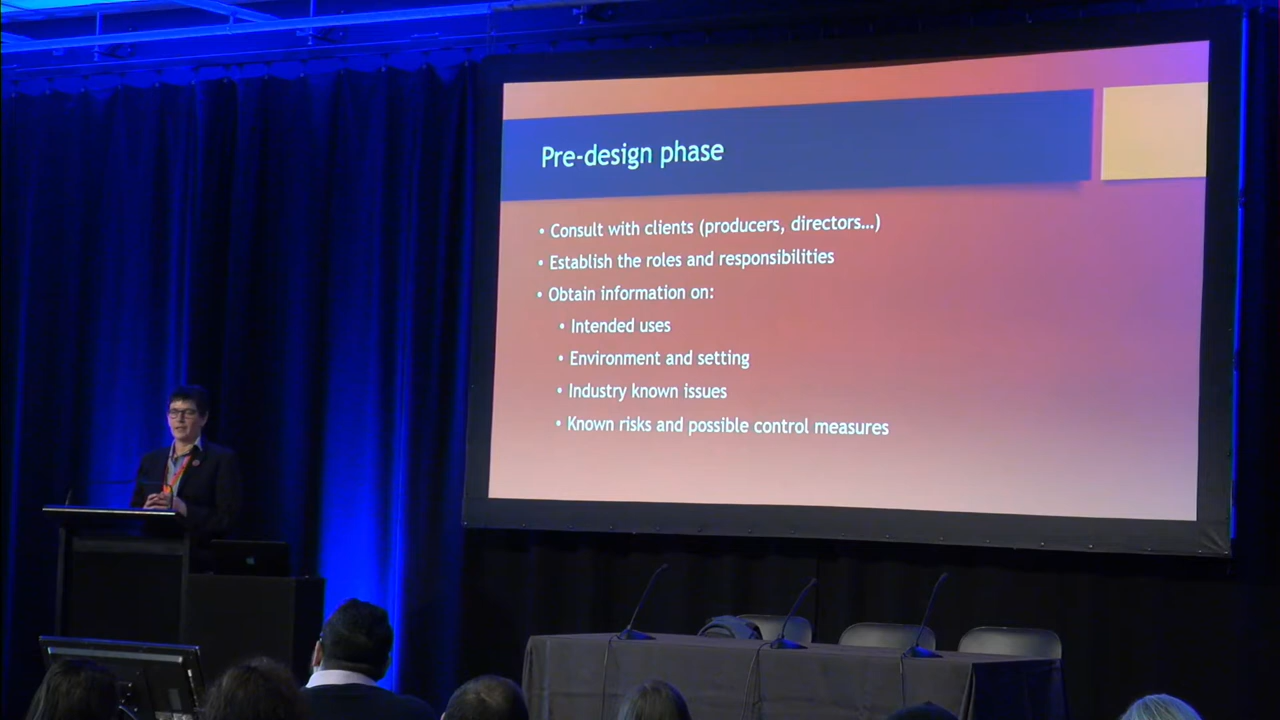 Pre-design phase
• Consult with clients (producers, directors...)
• Establish the roles and responsibilities
• Obtain information on:
• Intended uses
• Environment and setting
• Industry known issues
• Known risks and possible control measures